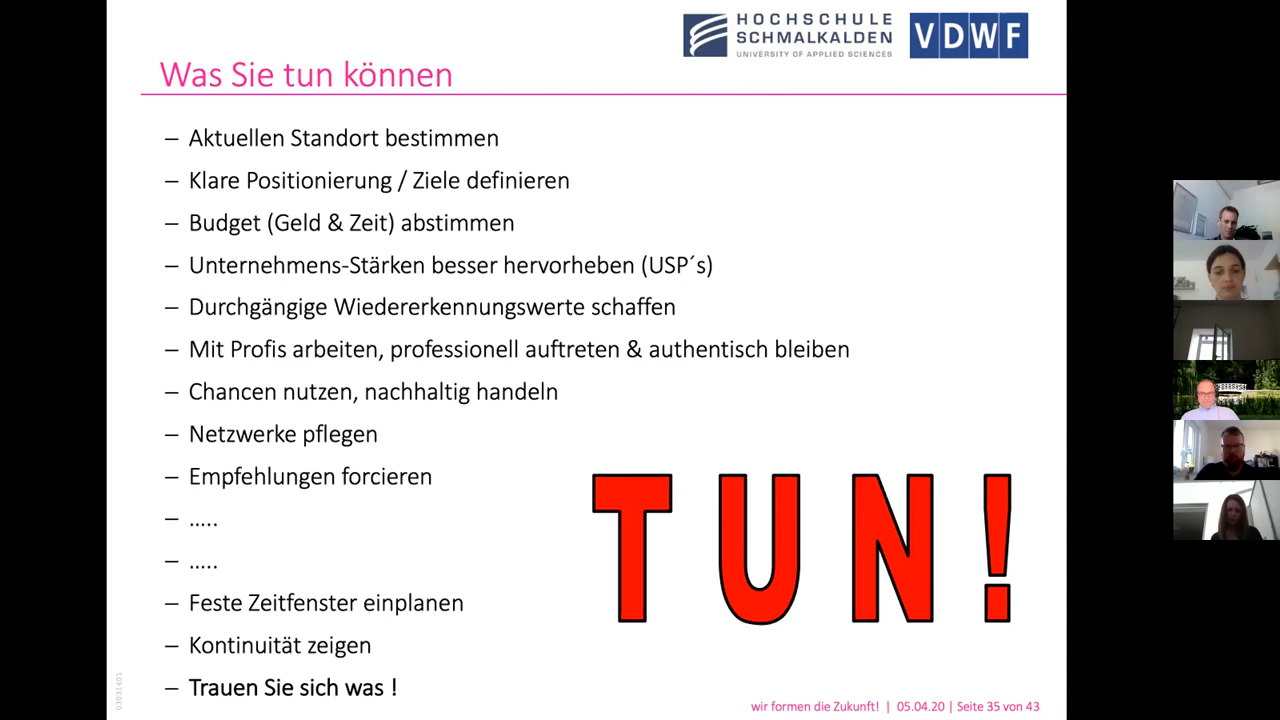 HOCHSCHULE
SCHMALKALDEN
UNIVERSITY OF APPLIED SCIENCES
VDWF
Was Sie tun können
– Aktuellen Standort bestimmen
– Klare Positionierung / Ziele definieren
– Budget (Geld & Zeit) abstimmen
– Unternehmens-Stärken besser hervorheben (USP´s)
– Durchgängige Wiedererkennungswerte schaffen
– Mit Profis arbeiten, professionell auftreten & authentisch bleiben
– Chancen nutzen, nachhaltig handeln
– Netzwerke pflegen
– Empfehlungen forcieren
– .....
– .....
– Feste Zeitfenster einplanen
– Kontinuität zeigen
– Trauen Sie sich was !
TUN!
03031401
wir formen die Zukunft! | 05.04.20 | Seite 35 von 43